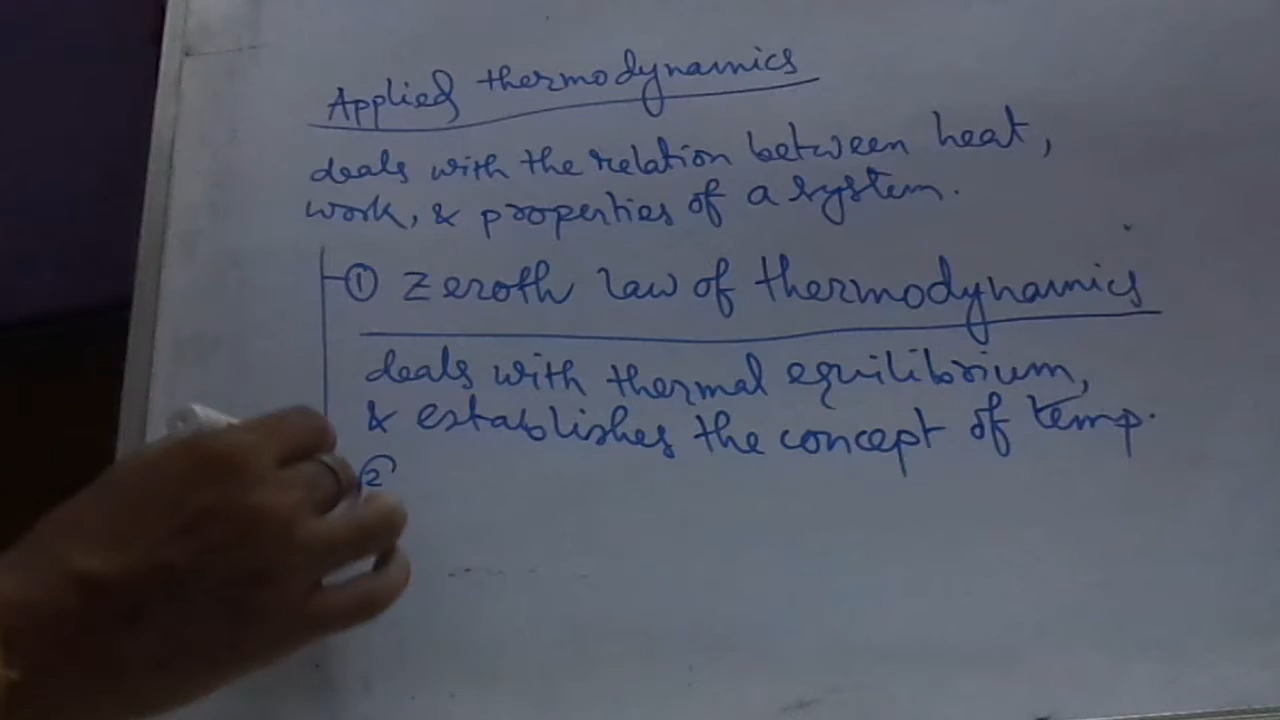 Applied thermodynamics
deals with the relation between heat,
work, & properties of a system.
① Zeroth law of thermodynamics
deals with thermal equilibrium,
& establishes the concept of temp.
②